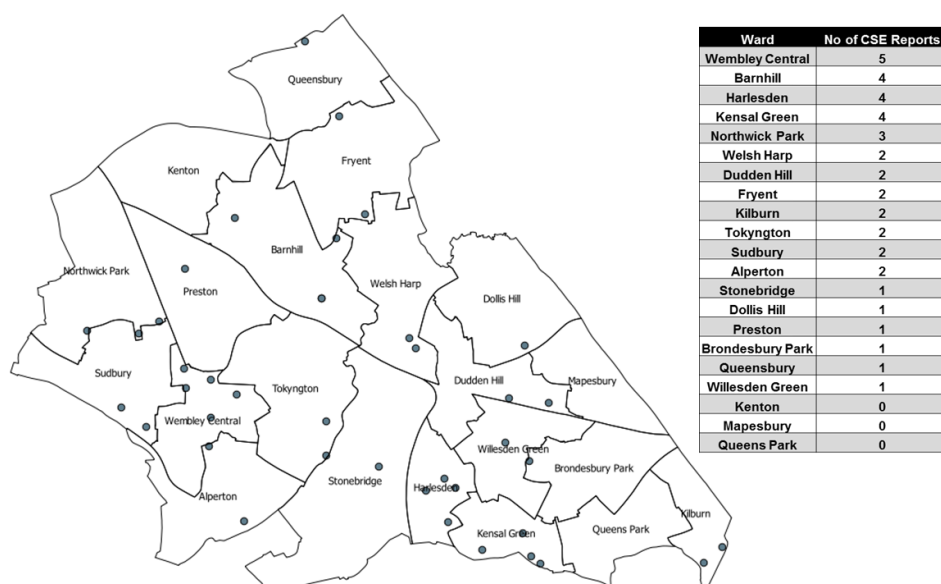 Queensbury
Kenton
Fryent
Barnhill
Northwick Park
Preston
Welsh Harp
Dollis Hill
Sudbury
Tokyngton
Dudden Hill
Mapesbury
Wembley Central
Willesden Green
Brondesbury Park
Alperton
Stonebridge
Harlesden
Kensal Green
Queens Park
Kilburn
Ward No of CSE Reports
Wembley Central 5
Barnhill 4
Harlesden 4
Kensal Green 4
Northwick Park 3
Welsh Harp 2
Dudden Hill 2
Fryent 2
Kilburn 2
Tokyngton 2
Sudbury 2
Alperton 2
Stonebridge 1
Dollis Hill 1
Preston 1
Brondesbury Park 1
Queensbury 1
Willesden Green 1
Kenton 0
Mapesbury 0
Queens Park 0